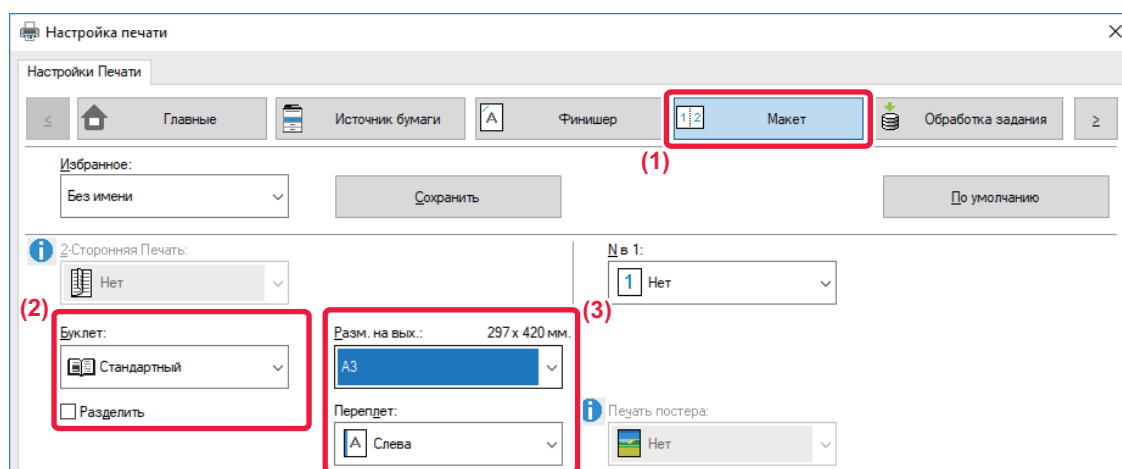 Настройка печати
Настройки Печати
≤ Главные Источник бумаги A Финишер 1 2 Макет Обработка задания ≥
(1)
Избранное:
Без имени Сохранить По умолчанию
2-Сторонняя Печать: N в 1:
Нет 1 Нет
(2) (3)
Буклет: Разм. на вых.: 297 x 420 мм.
Стандартный A3
Разделить Переплет: Печать постера:
A Слева Нет